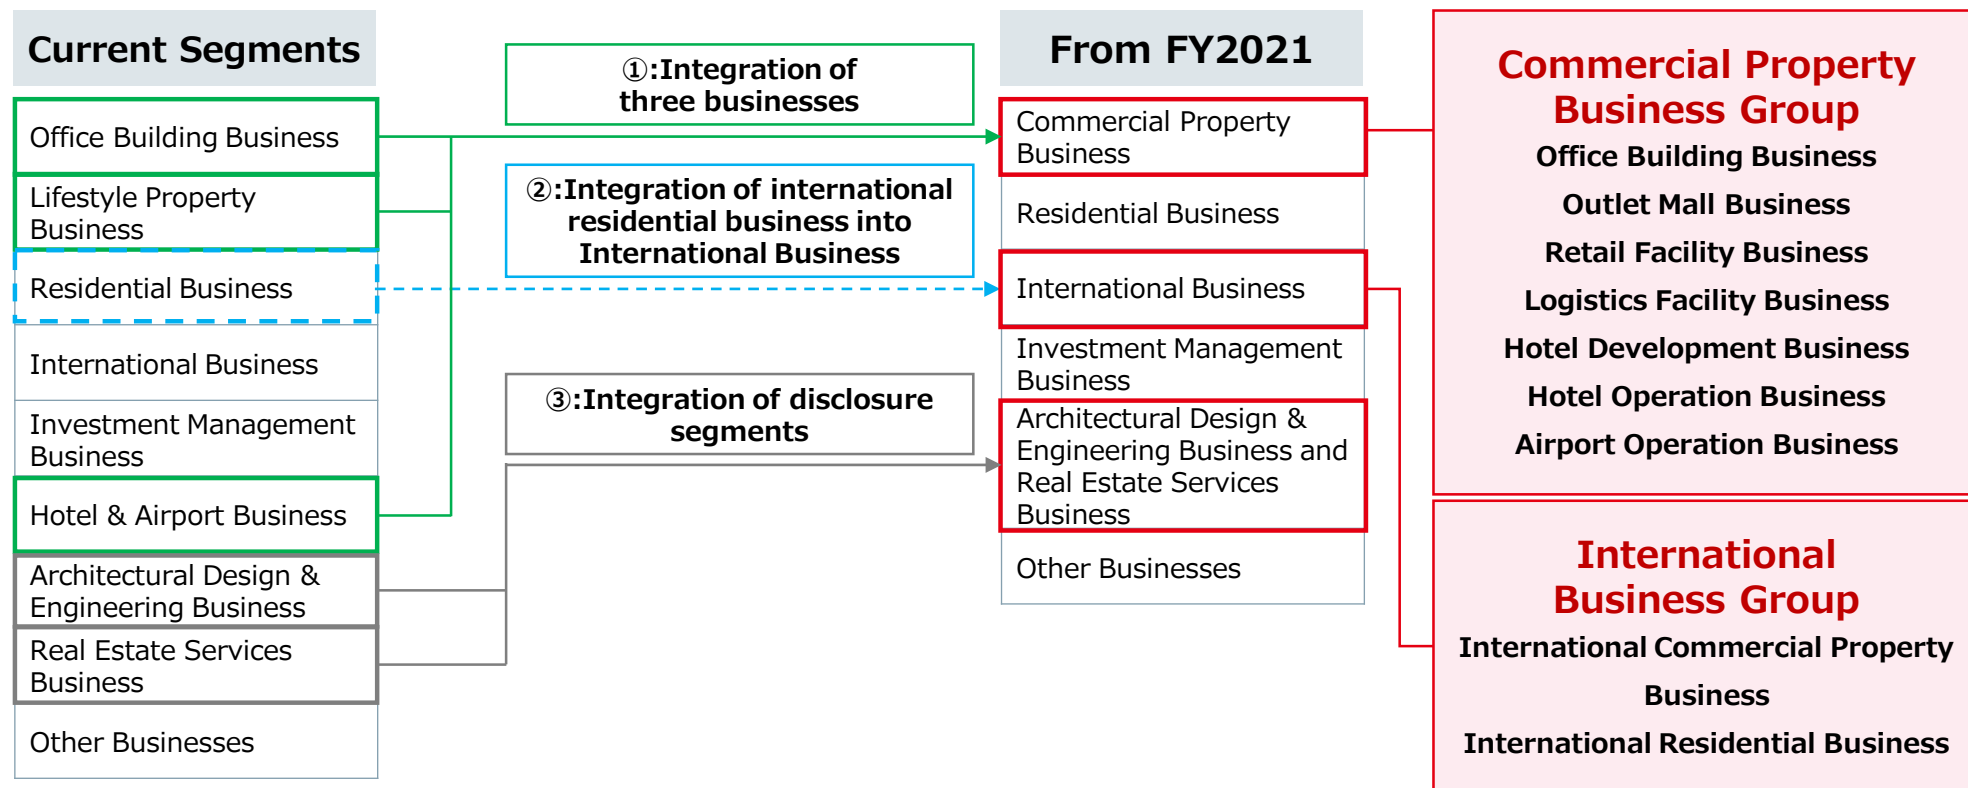 Current Segments
Office Building Business
Lifestyle Property
Business
Residential Business
International Business
Investment Management
Business
Hotel & Airport Business
Architectural Design &
Engineering Business
Real Estate Services
Business
Other Businesses
①:Integration of
three businesses
②:Integration of international
residential business into
International Business
③:Integration of disclosure
segments
From FY2021
Commercial Property
Business
Residential Business
International Business
Investment Management
Business
Architectural Design &
Engineering Business and
Real Estate Services
Business
Other Businesses
Commercial Property
Business Group
Office Building Business
Outlet Mall Business
Retail Facility Business
Logistics Facility Business
Hotel Development Business
Hotel Operation Business
Airport Operation Business
International
Business Group
International Commercial Property
Business
International Residential Business